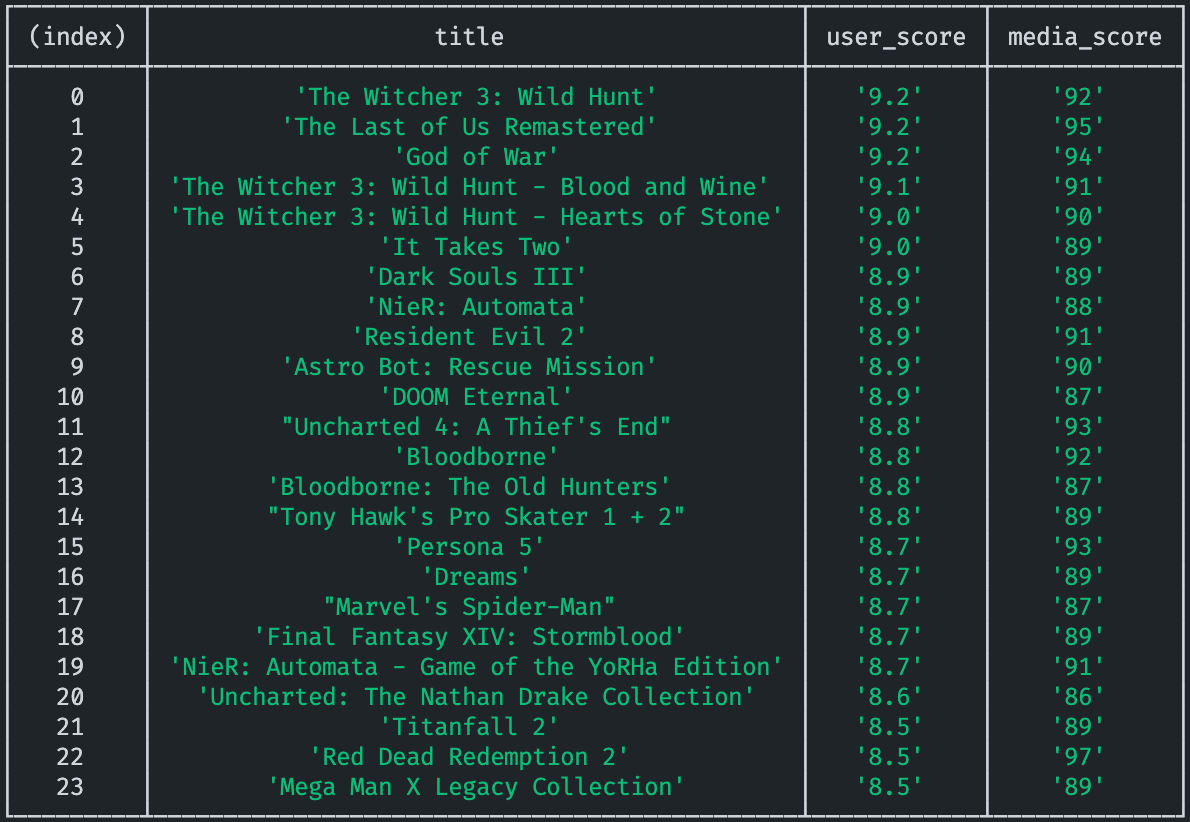 (index) title user_score media_score
0 'The Witcher 3: Wild Hunt' '9.2' '92'
1 'The Last of Us Remastered' '9.2' '95'
2 'God of War' '9.2' '94'
3 'The Witcher 3: Wild Hunt - Blood and Wine' '9.1' '91'
4 'The Witcher 3: Wild Hunt - Hearts of Stone' '9.0' '90'
5 'It Takes Two' '9.0' '89'
6 'Dark Souls III' '8.9' '89'
7 'NieR: Automata' '8.9' '88'
8 'Resident Evil 2' '8.9' '91'
9 'Astro Bot: Rescue Mission' '8.9' '90'
10 'DOOM Eternal' '8.9' '87'
11 "Uncharted 4: A Thief's End" '8.8' '93'
12 'Bloodborne' '8.8' '92'
13 'Bloodborne: The Old Hunters' '8.8' '87'
14 "Tony Hawk's Pro Skater 1 + 2" '8.8' '89'
15 'Persona 5' '8.7' '93'
16 'Dreams' '8.7' '89'
17 "Marvel's Spider-Man" '8.7' '87'
18 'Final Fantasy XIV: Stormblood' '8.7' '89'
19 'NieR: Automata - Game of the YoRHa Edition' '8.7' '91'
20 'Uncharted: The Nathan Drake Collection' '8.6' '86'
21 'Titanfall 2' '8.5' '89'
22 'Red Dead Redemption 2' '8.5' '97'
23 'Mega Man X Legacy Collection' '8.5' '89'